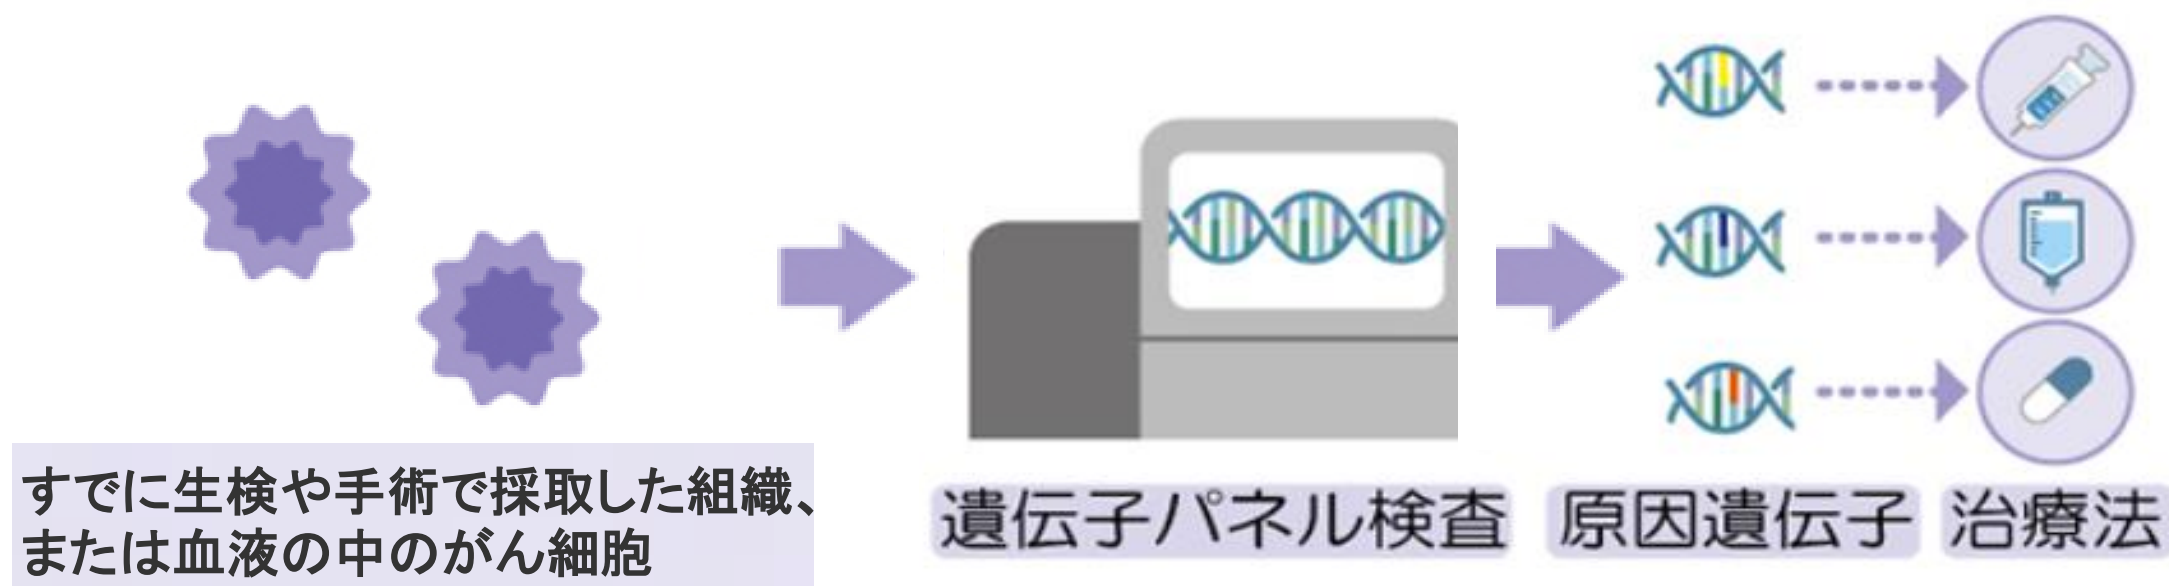 すでに生検や手術で採取した組織、
または血液の中のがん細胞
遺伝子パネル検査
原因遺伝子
治療法